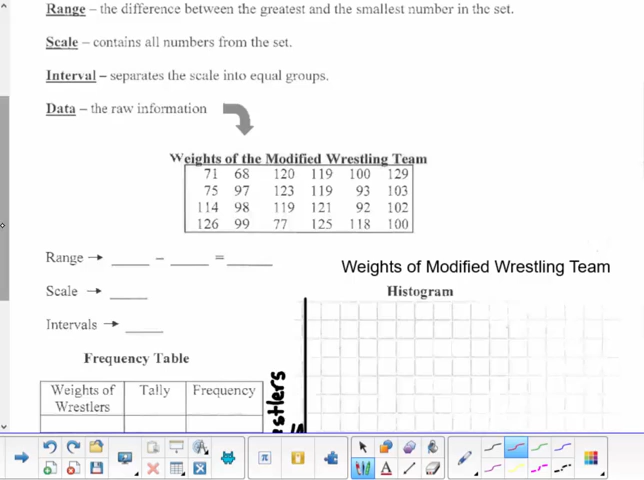 Range – the difference between the greatest and the smallest number in the set.
Scale – contains all numbers from the set.
Interval – separates the scale into equal groups.
Data – the raw information
Weights of the Modified Wrestling Team
71 68 120 119 100 129
75 97 123 119 93 103
114 98 119 121 92 102
126 99 77 125 118 100
Range → _____ – _____ = _____
Scale → _____
Intervals → _____
Weights of Modified Wrestling Team
Histogram
Frequency Table
Weights of Wrestlers Tally Frequency